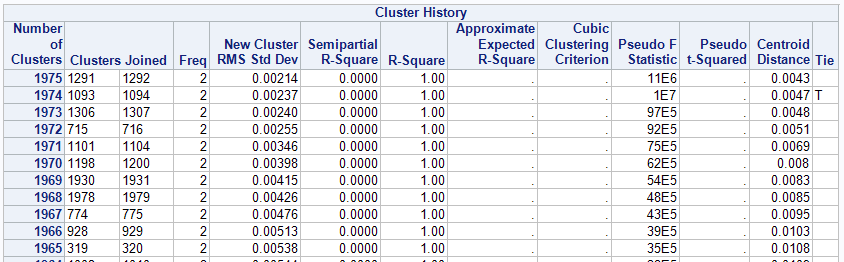 Cluster History
Number of Clusters Clusters Joined Freq New Cluster RMS Std Dev Semipartial R-Square R-Square Approximate Expected R-Square Cubic Clustering Criterion Pseudo F Statistic Pseudo t-Squared Centroid Distance Tie
1975 1291 1292 2 0.00214 0.0000 1.00 . . 11E6 . 0.0043
1974 1093 1094 2 0.00237 0.0000 1.00 . . 1E7 . 0.0047 T
1973 1306 1307 2 0.00240 0.0000 1.00 . . 97E5 . 0.0048
1972 715 716 2 0.00255 0.0000 1.00 . . 92E5 . 0.0051
1971 1101 1104 2 0.00346 0.0000 1.00 . . 75E5 . 0.0069
1970 1198 1200 2 0.00398 0.0000 1.00 . . 62E5 . 0.008
1969 1930 1931 2 0.00415 0.0000 1.00 . . 54E5 . 0.0083
1968 1978 1979 2 0.00426 0.0000 1.00 . . 48E5 . 0.0085
1967 774 775 2 0.00476 0.0000 1.00 . . 43E5 . 0.0095
1966 928 929 2 0.00513 0.0000 1.00 . . 39E5 . 0.0103
1965 319 320 2 0.00538 0.0000 1.00 . . 35E5 . 0.0108